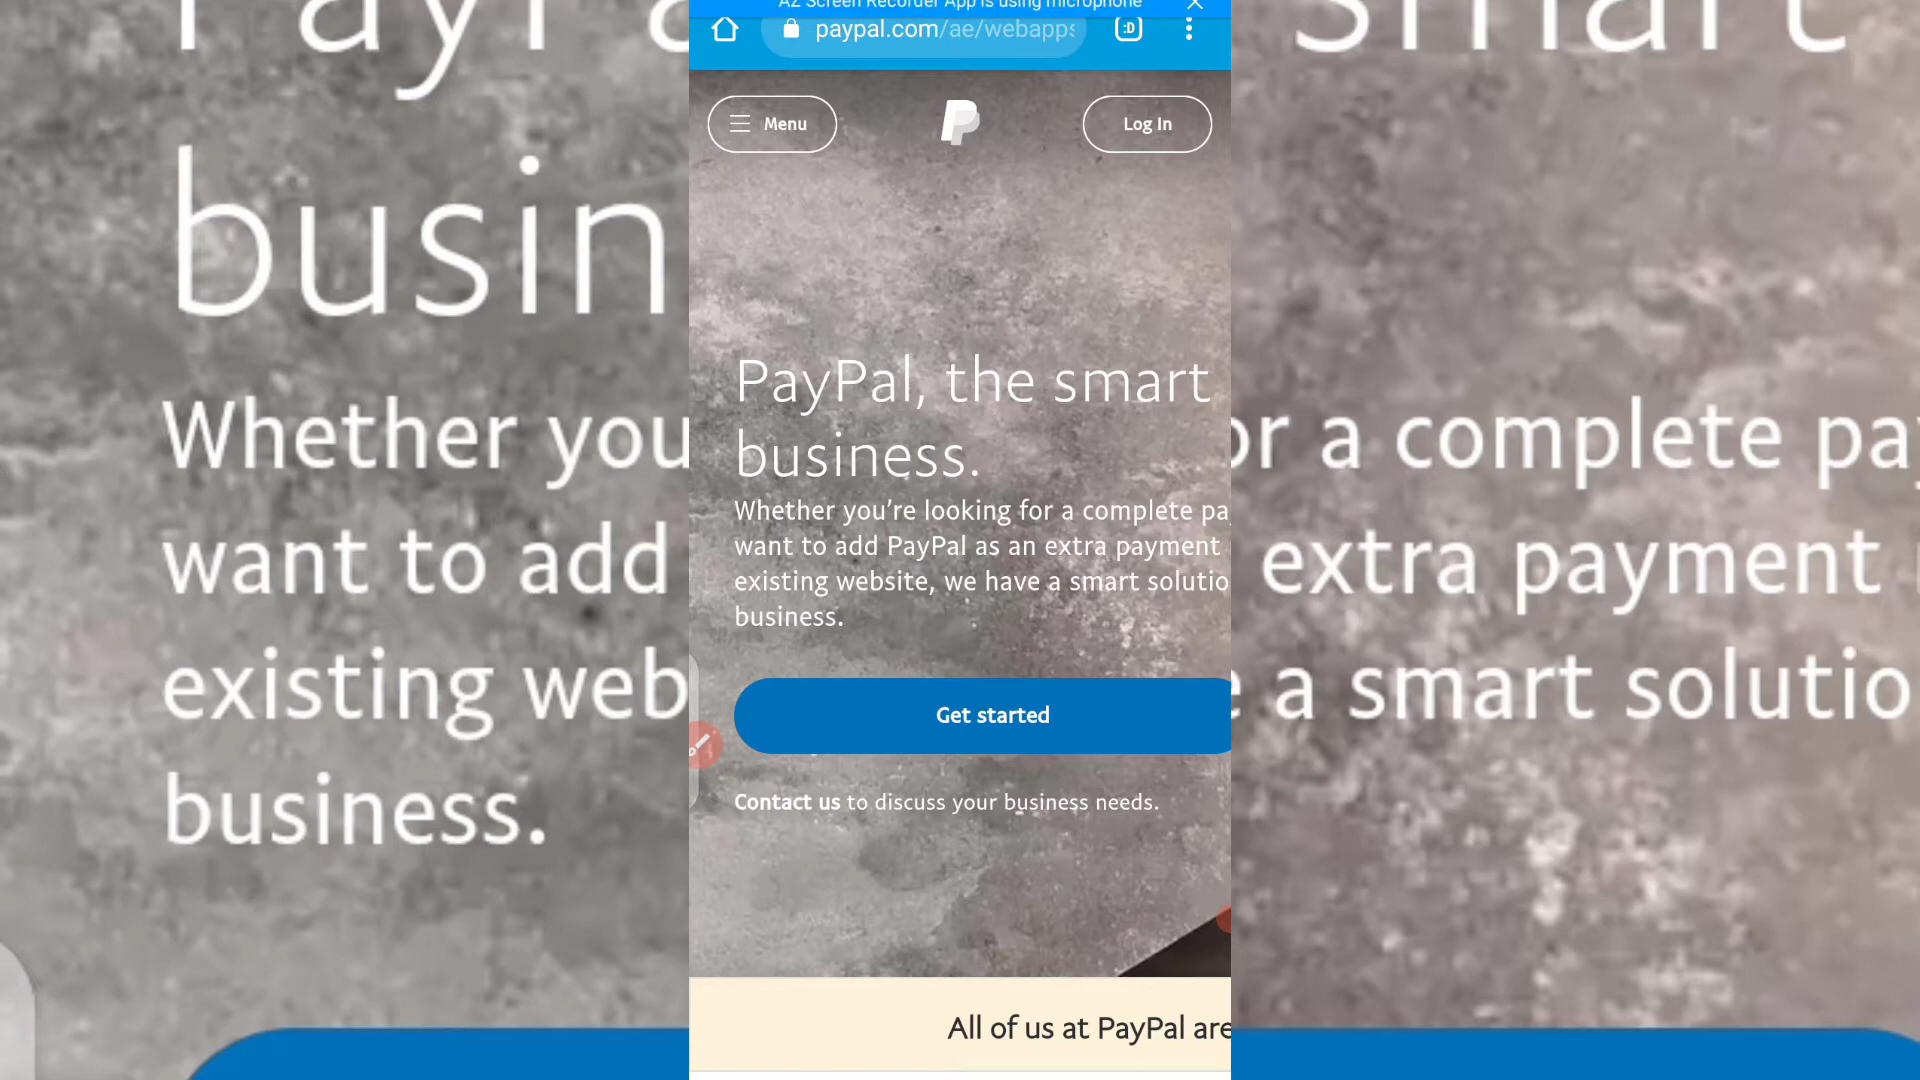 AZ Screen Recorder App is using microphone
paypal.com/ae/webapps
Menu
Log In
PayPal, the smart
business.
Whether you're looking for a complete pa
want to add PayPal as an extra payment
existing website, we have a smart solutio
business.
Get started
Contact us to discuss your business needs.
All of us at PayPal are
smart
busin
Whether you
or a complete pay
want to add
extra payment
existing web
e a smart solutio
business.